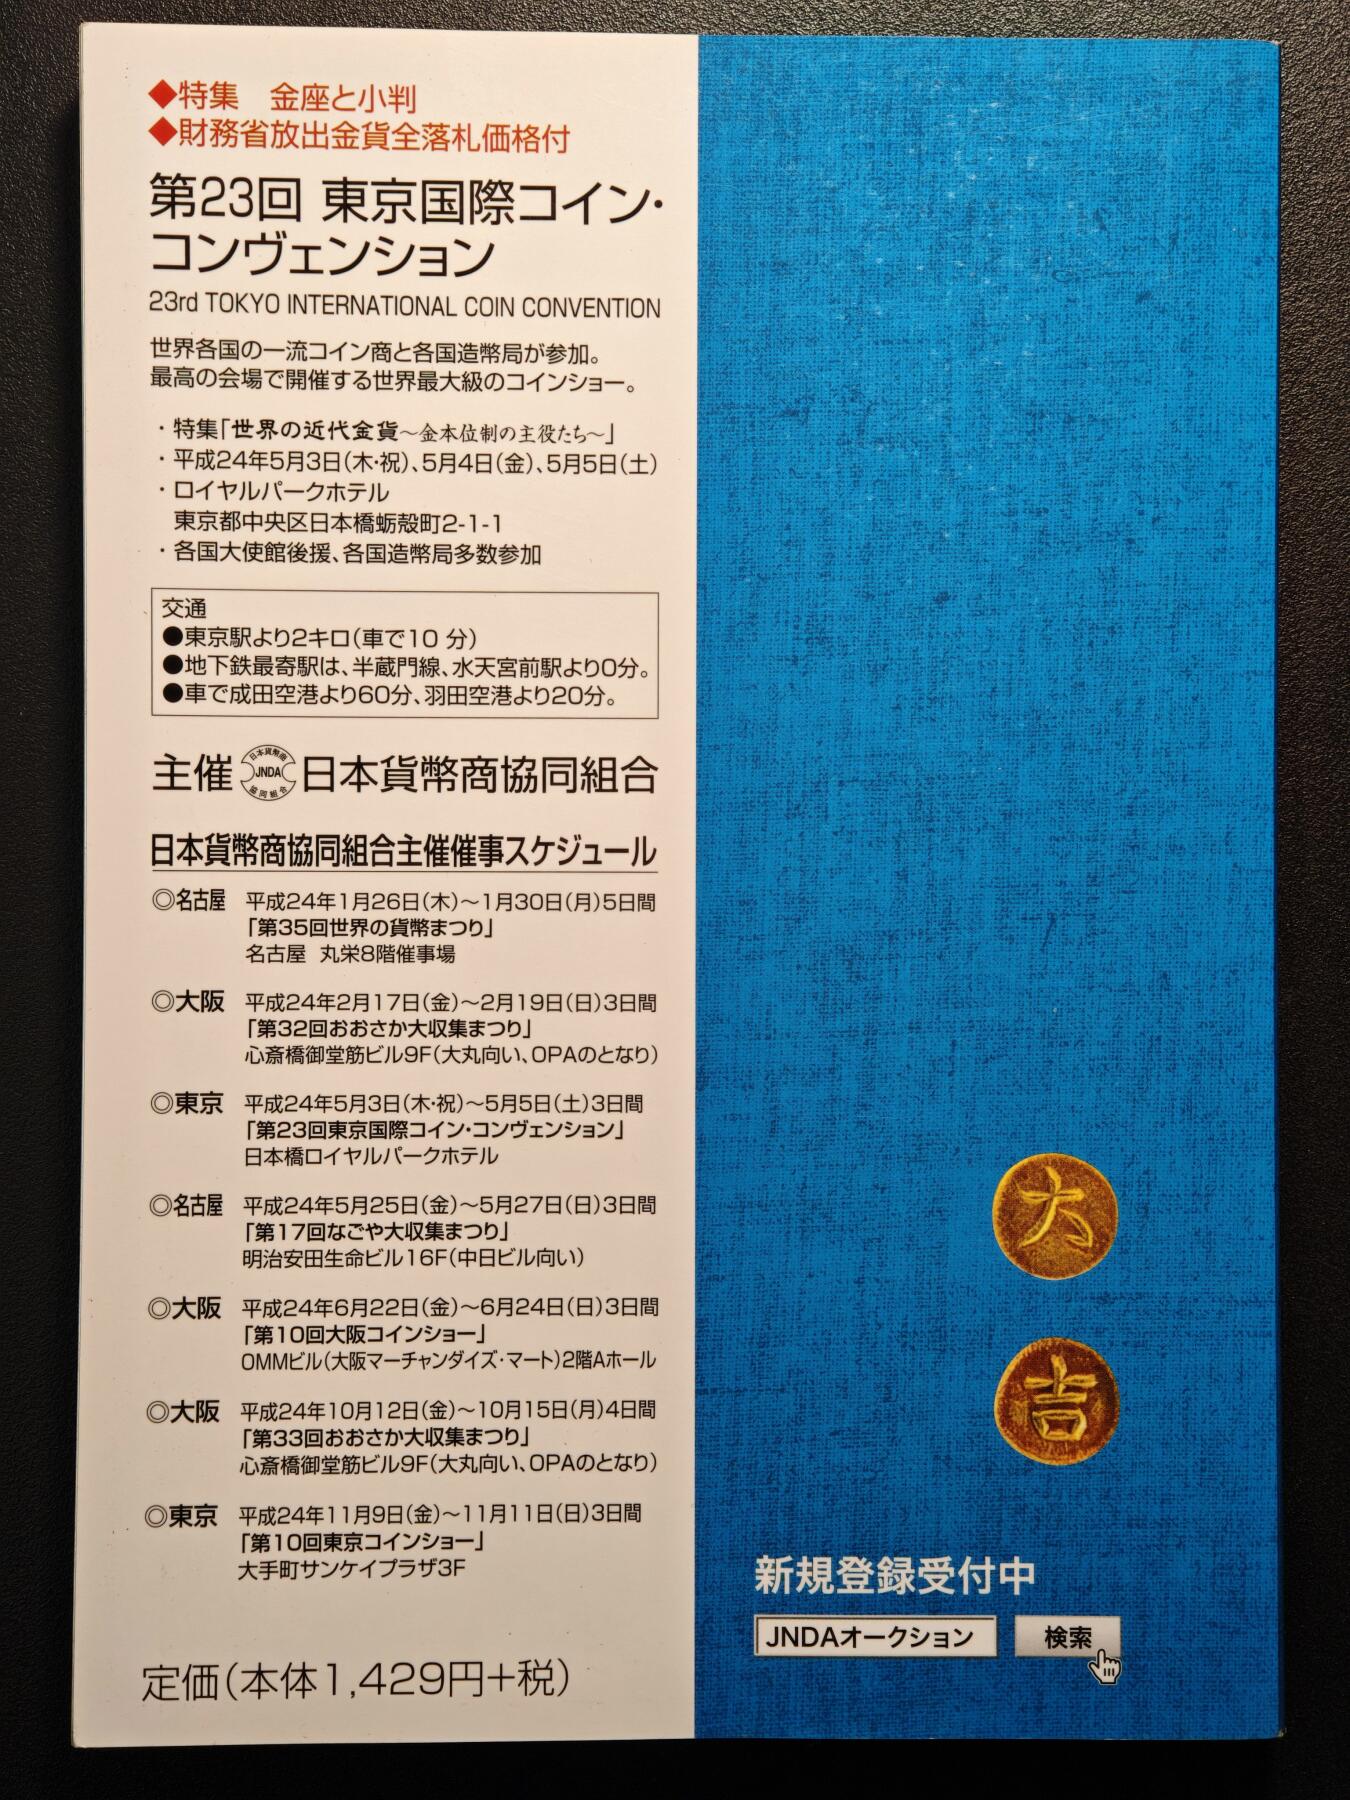 ◆特集　金座と小判
◆財務省放出金貨全落札価格付
第23回 東京国際コイン・
コンヴェンション
23rd TOKYO INTERNATIONAL COIN CONVENTION
世界各国の一流コイン商と各国造幣局が参加。
最高の会場で開催する世界最大級のコインショー。
・特集「世界の近代金貨〜金本位制の主役たち〜」
・平成24年5月3日(木・祝)、5月4日(金)、5月5日(土)
・ロイヤルパークホテル
東京都中央区日本橋蛎殻町2-1-1
・各国大使館後援、各国造幣局多数参加
交通
●東京駅より2キロ(車で10 分)
●地下鉄最寄駅は、半蔵門線、水天宮前駅より0分。
●車で成田空港より60分、羽田空港より20分。
主催 日本貨幣商 JNDA 協同組合 日本貨幣商協同組合
日本貨幣商協同組合主催催事スケジュール
◎名古屋 平成24年1月26日(木)〜1月30日(月)5日間
「第35回世界の貨幣まつり」
名古屋 丸栄8階催事場
◎大阪 平成24年2月17日(金)〜2月19日(日)3日間
「第32回おおさか大収集まつり」
心斎橋御堂筋ビル9F(大丸向い、OPAのとなり)
◎東京 平成24年5月3日(木・祝)〜5月5日(土)3日間
「第23回東京国際コイン・コンヴェンション」
日本橋ロイヤルパークホテル
◎名古屋 平成24年5月25日(金)〜5月27日(日)3日間
「第17回なごや大収集まつり」
明治安田生命ビル16F(中日ビル向い)
◎大阪 平成24年6月22日(金)〜6月24日(日)3日間
「第10回大阪コインショー」
OMMビル(大阪マーチャンダイズ・マート)2階Aホール
◎大阪 平成24年10月12日(金)〜10月15日(月)4日間
「第33回おおさか大収集まつり」
心斎橋御堂筋ビル9F(大丸向い、OPAのとなり)
◎東京 平成24年11月9日(金)〜11月11日(日)3日間
「第10回東京コインショー」
大手町サンケイプラザ3F
定価(本体1,429円+税)
大
吉
新規登録受付中
JNDAオークション 検索